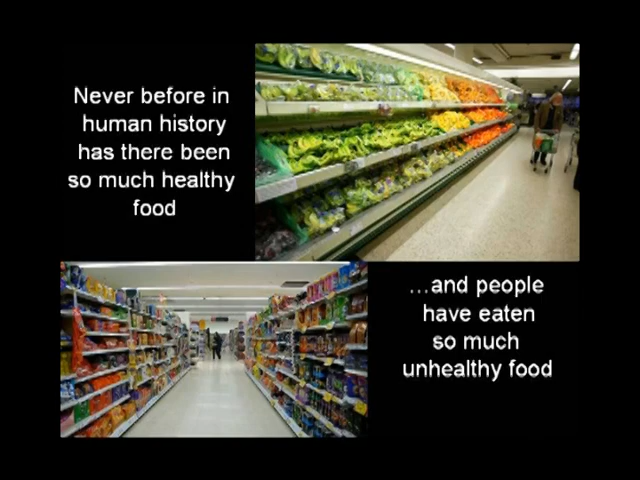 Never before in
human history
has there been
so much healthy
food
...and people
have eaten
so much
unhealthy food